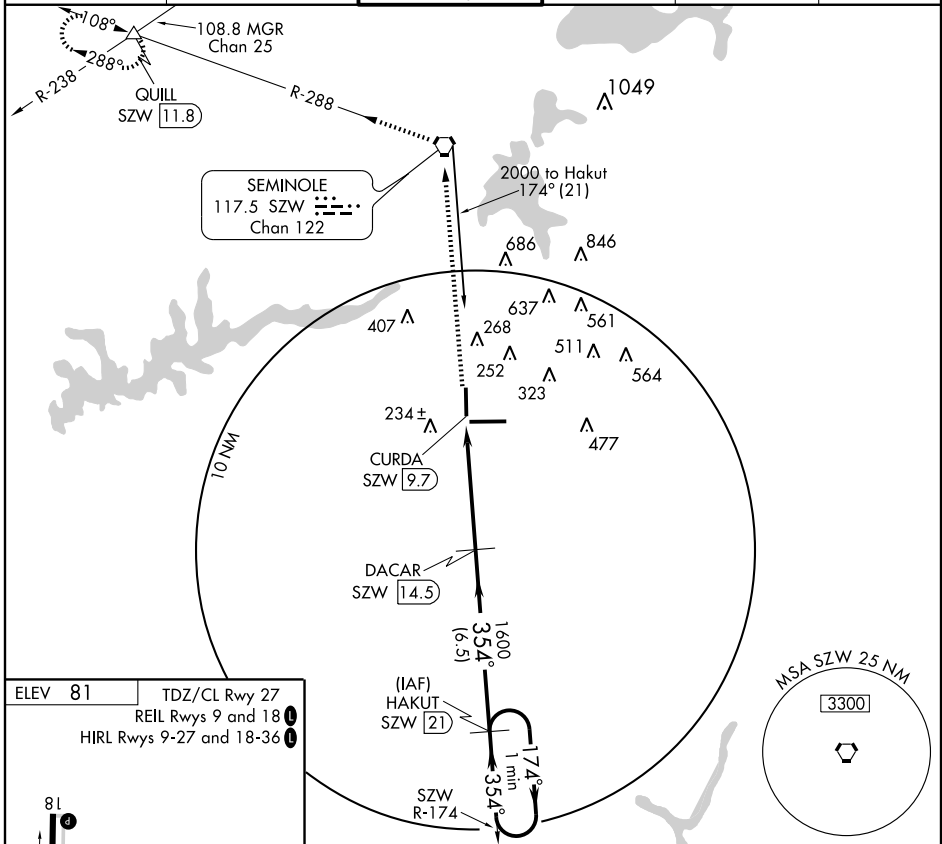 108°
288°
R-238
108.8 MGR
Chan 25
QUILL
SZW 11.8
R-288
1049
SEMINOLE
117.5 SZW
Chan 122
2000 to Hakut
174° (21)
686
846
637
561
407
268
252
511
564
323
234 ±
477
10 NM
CURDA
SZW 9.7
DACAR
SZW 14.5
1600
354°
(6.5)
(IAF)
HAKUT
SZW 21
174°
1 min
354°
SZW
R-174
MSA SZW 25 NM
3300
ELEV 81
TDZ/CL Rwy 27
REIL Rwys 9 and 18 L
HIRL Rwys 9-27 and 18-36 L
18
P